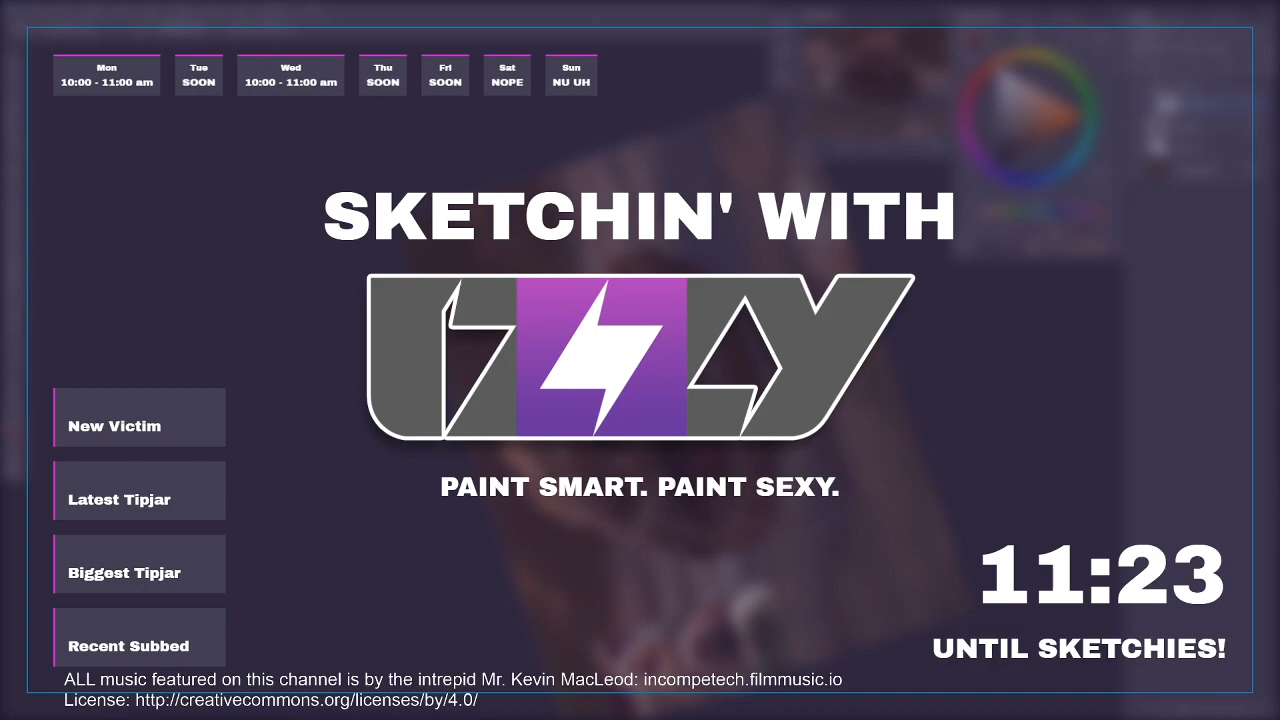 Mon
10:00 - 11:00 am
Tue
SOON
Wed
10:00 - 11:00 am
Thu
SOON
Fri
SOON
Sat
NOPE
Sun
NU UH
SKETCHIN' WITH
IZZY
PAINT SMART. PAINT SEXY.
New Victim
Latest Tipjar
Biggest Tipjar
Recent Subbed
11:23
UNTIL SKETCHIES!
ALL music featured on this channel is by the intrepid Mr. Kevin MacLeod: incompetech.filmmusic.io
License: http://creativecommons.org/licenses/by/4.0/